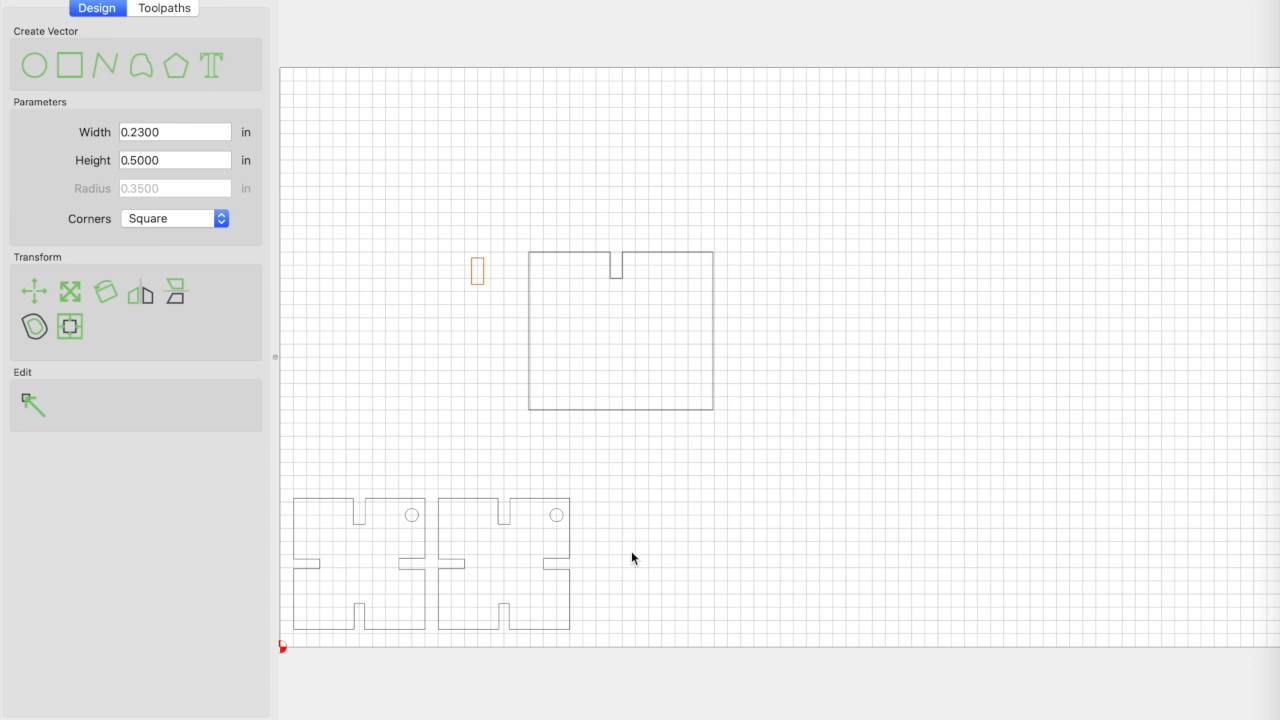 Design Toolpaths
Create Vector
T
Parameters
Width 0.2300 in
Height 0.5000 in
Radius 0.3500 in
Corners Square
Transform
Edit